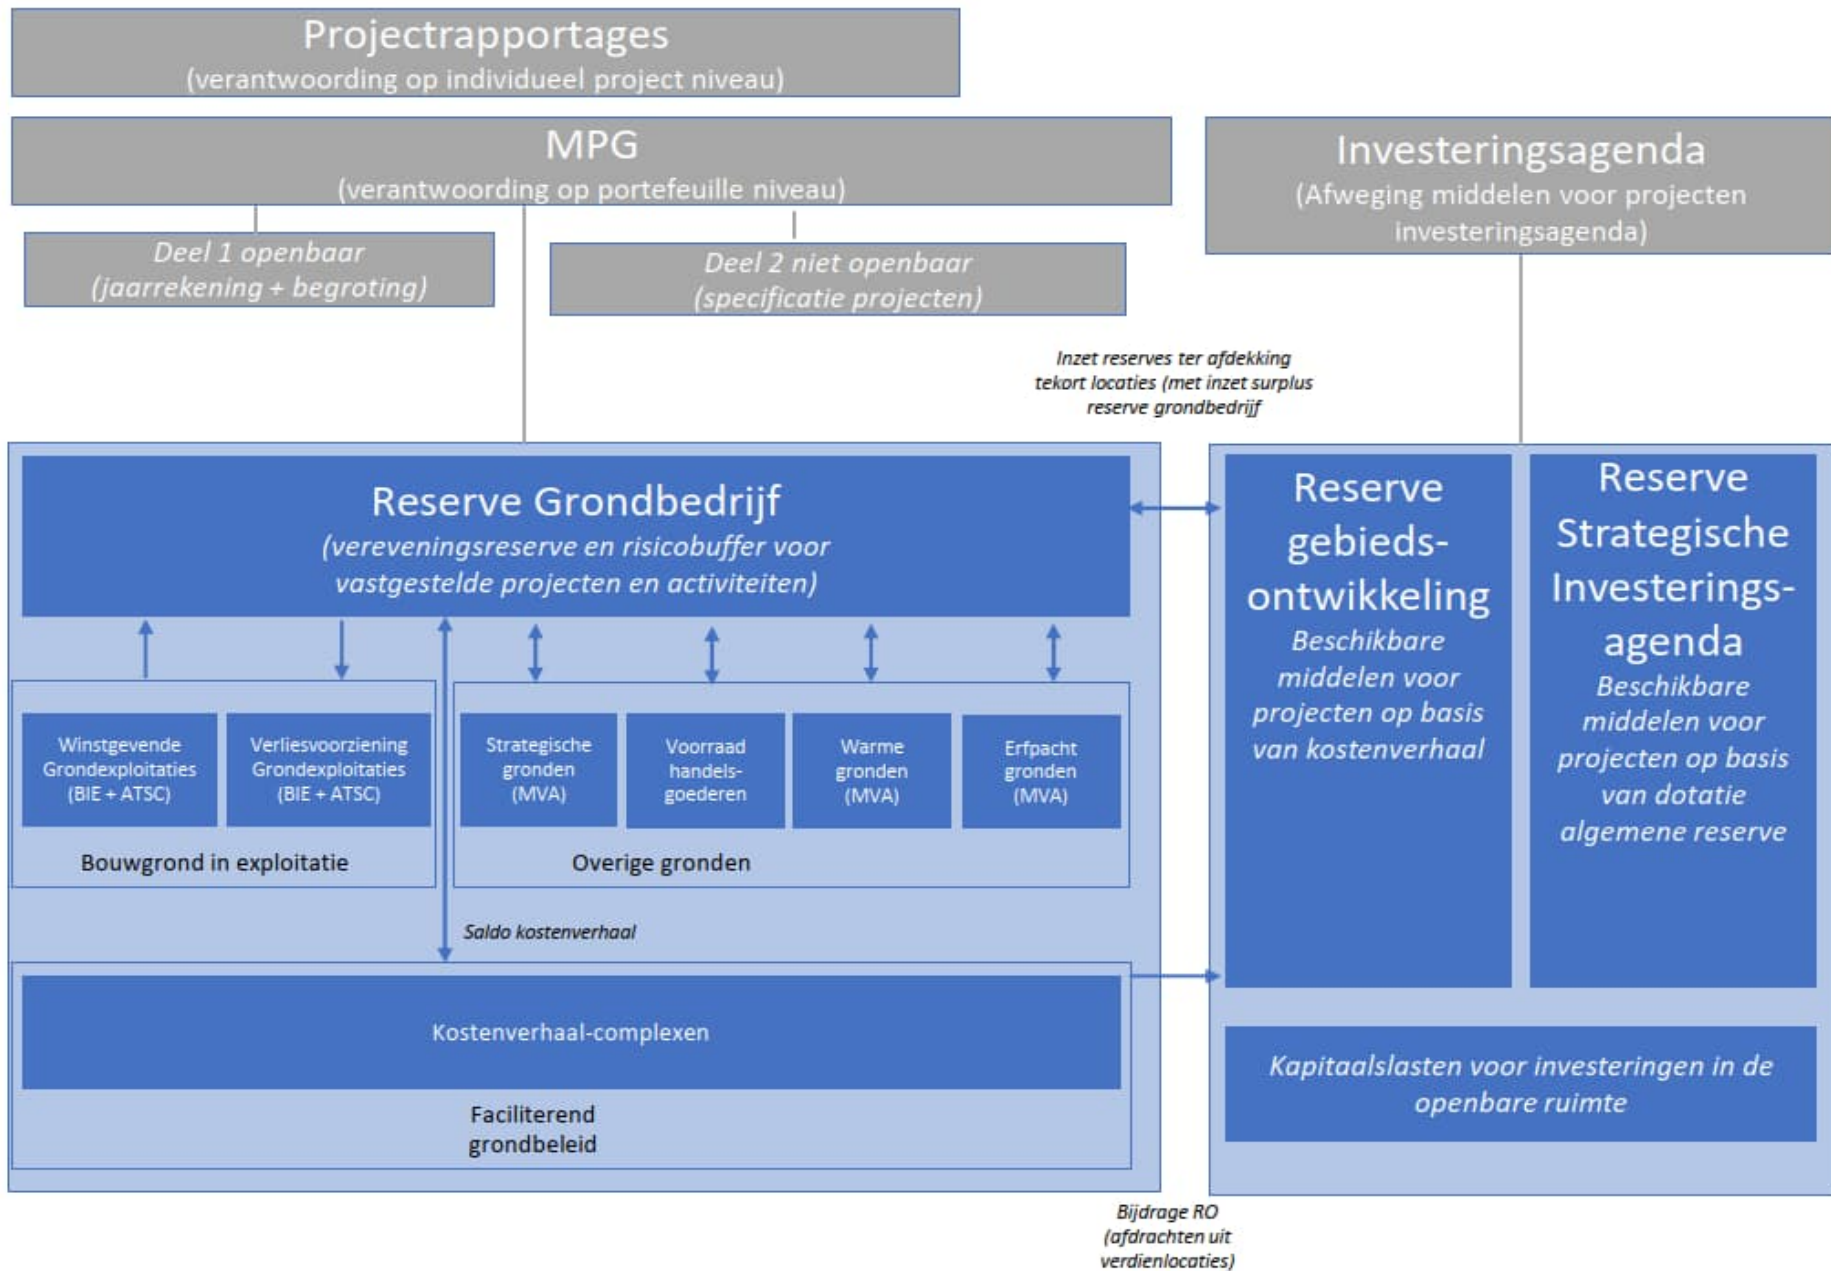 Projectrapportages
(verantwoording op individueel project niveau)
MPG
(verantwoording op portefeuille niveau)
Investeringsagenda
(Afweging middelen voor projecten
investeringsagenda)
Deel 1 openbaar
(jaarrekening + begroting)
Deel 2 niet openbaar
(specificatie projecten)
Inzet reserves ter afdekking
tekort locaties (met inzet surplus
reserve grondbedrijf
Reserve Grondbedrijf
(vereveningsreserve en risicobuffer voor
vastgestelde projecten en activiteiten)
Winstgevende
Grondexploitaties
(BIE + ATSC)
Verliesvoorziening
Grondexploitaties
(BIE + ATSC)
Bouwgrond in exploitatie
Strategische
gronden
(MVA)
Voorraad
handels-
goederen
Warme
gronden
(MVA)
Erfpacht
gronden
(MVA)
Overige gronden
Saldo kostenverhaal
Kostenverhaal-complexen
Faciliterend
grondbeleid
Reserve
gebieds-
ontwikkeling
Beschikbare
middelen voor
projecten op basis
van kostenverhaal
Reserve
Strategische
Investerings-
agenda
Beschikbare
middelen voor
projecten op basis
van dotatie
algemene reserve
Kapitaalslasten voor investeringen in de
openbare ruimte
Bijdrage RO
(afdrachten uit
verdienlocaties)